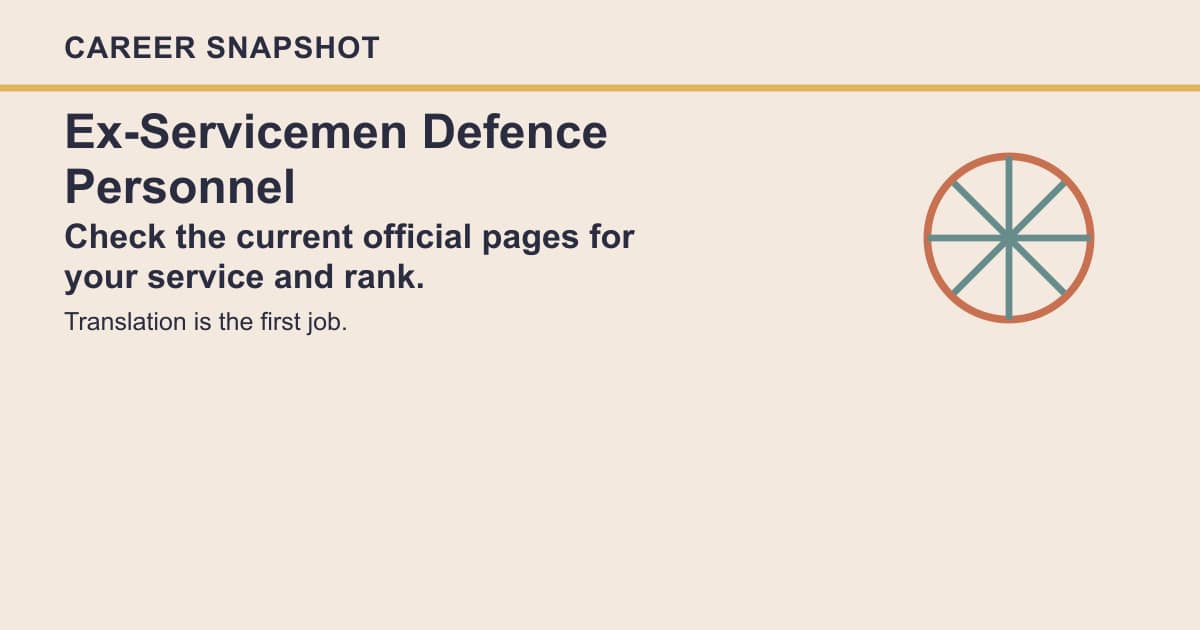 CAREER SNAPSHOT
Ex-Servicemen Defence
Personnel
Check the current official pages for
your service and rank.
Translation is the first job.